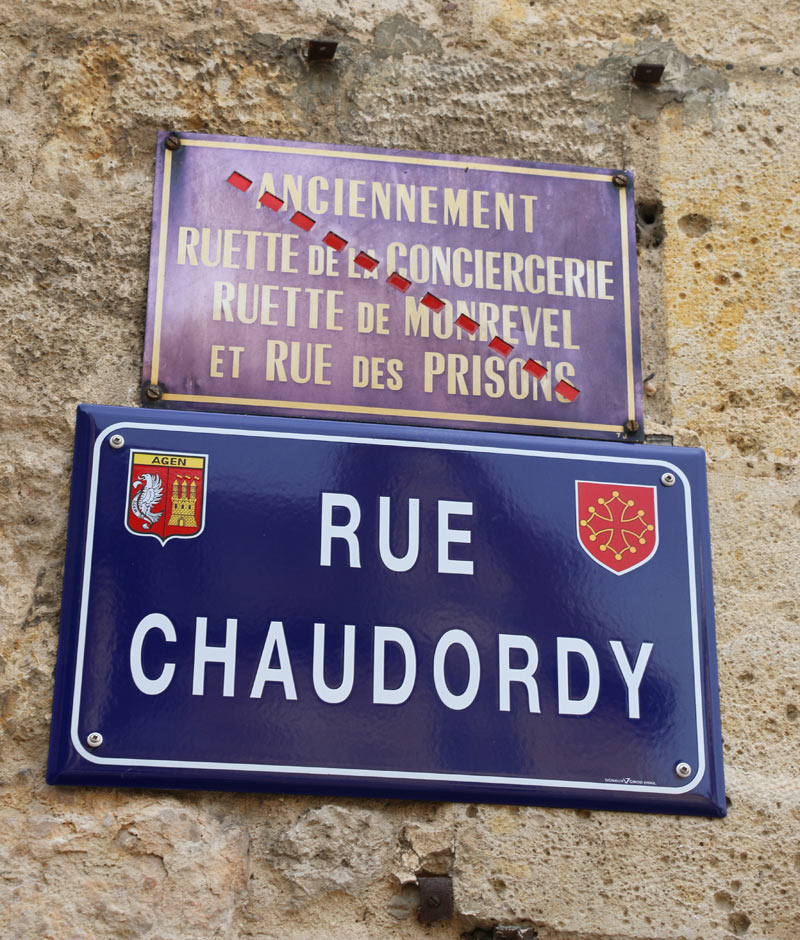 ANCIENNEMENT
RUETTE DE LA CONCIERGERIE
RUETTE DE MONREVEL
ET RUE DES PRISONS
AGEN
RUE
CHAUDORDY